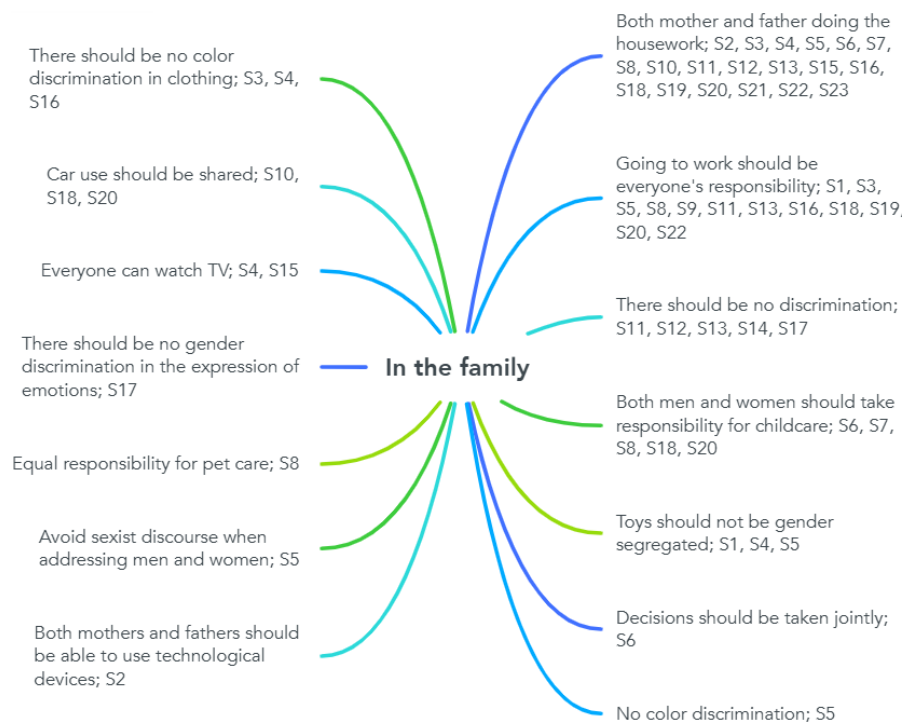 There should be no color
discrimination in clothing; S3, S4,
S16
Car use should be shared; S10,
S18, S20
Everyone can watch TV; S4, S15
There should be no gender
discrimination in the expression of
emotions; S17
Equal responsibility for pet care; S8
Avoid sexist discourse when
addressing men and women; S5
Both mothers and fathers should
be able to use technological
devices; S2
In the family
Both mother and father doing the
housework; S2, S3, S4, S5, S6, S7,
S8, S10, S11, S12, S13, S15, S16,
S18, S19, S20, S21, S22, S23
Going to work should be
everyone's responsibility; S1, S3,
S5, S8, S9, S11, S13, S16, S18, S19,
S20, S22
There should be no discrimination;
S11, S12, S13, S14, S17
Both men and women should take
responsibility for childcare; S6, S7,
S8, S18, S20
Toys should not be gender
segregated; S1, S4, S5
Decisions should be taken jointly;
S6
No color discrimination; S5